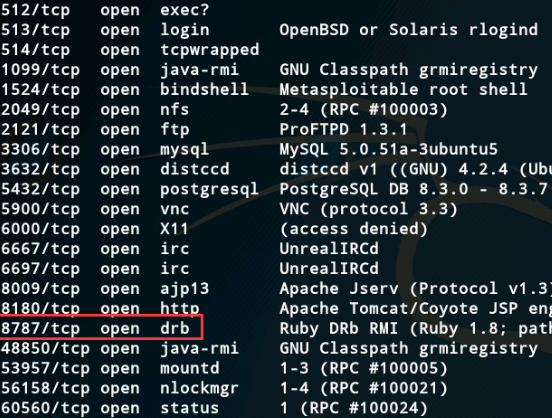 512/tcp open exec?
513/tcp open login OpenBSD or Solaris rlogind
514/tcp open tcpwrapped
1099/tcp open java-rmi GNU Classpath grmiregistry
1524/tcp open bindshell Metasploitable root shell
2049/tcp open nfs 2-4 (RPC #100003)
2121/tcp open ftp ProFTPD 1.3.1
3306/tcp open mysql MySQL 5.0.51a-3ubuntu5
3632/tcp open distccd distccd v1 ((GNU) 4.2.4 (Ubu
5432/tcp open postgresql PostgreSQL DB 8.3.0 - 8.3.7
5900/tcp open vnc VNC (protocol 3.3)
6000/tcp open X11 (access denied)
6667/tcp open irc UnrealIRCd
6697/tcp open irc UnrealIRCd
8009/tcp open ajp13 Apache Jserv (Protocol v1.3)
8180/tcp open http Apache Tomcat/Coyote JSP eng
8787/tcp open drb Ruby DRb RMI (Ruby 1.8; path
48850/tcp open java-rmi GNU Classpath grmiregistry
53957/tcp open mountd 1-3 (RPC #100005)
56158/tcp open nlockmgr 1-4 (RPC #100021)
60560/tcp open status 1 (RPC #100024)